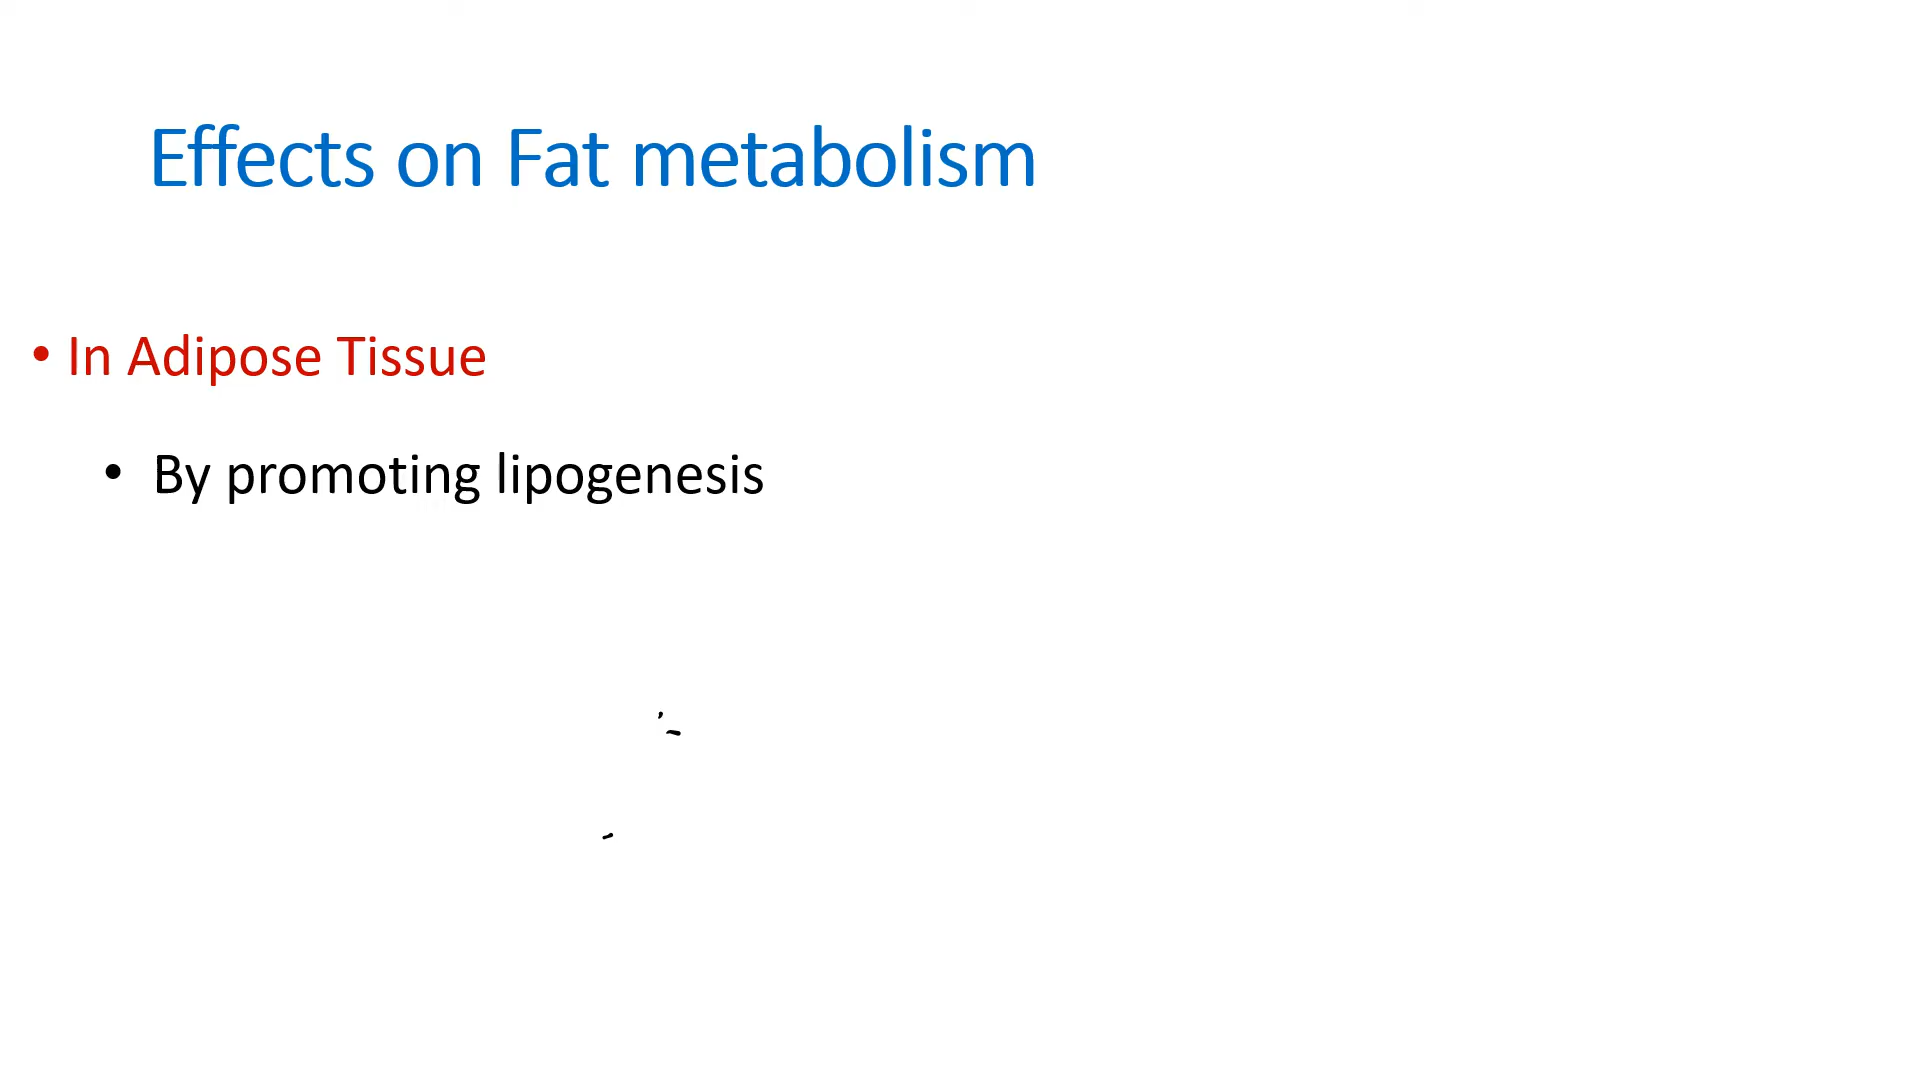 Effects on Fat metabolism
• In Adipose Tissue
• By promoting lipogenesis